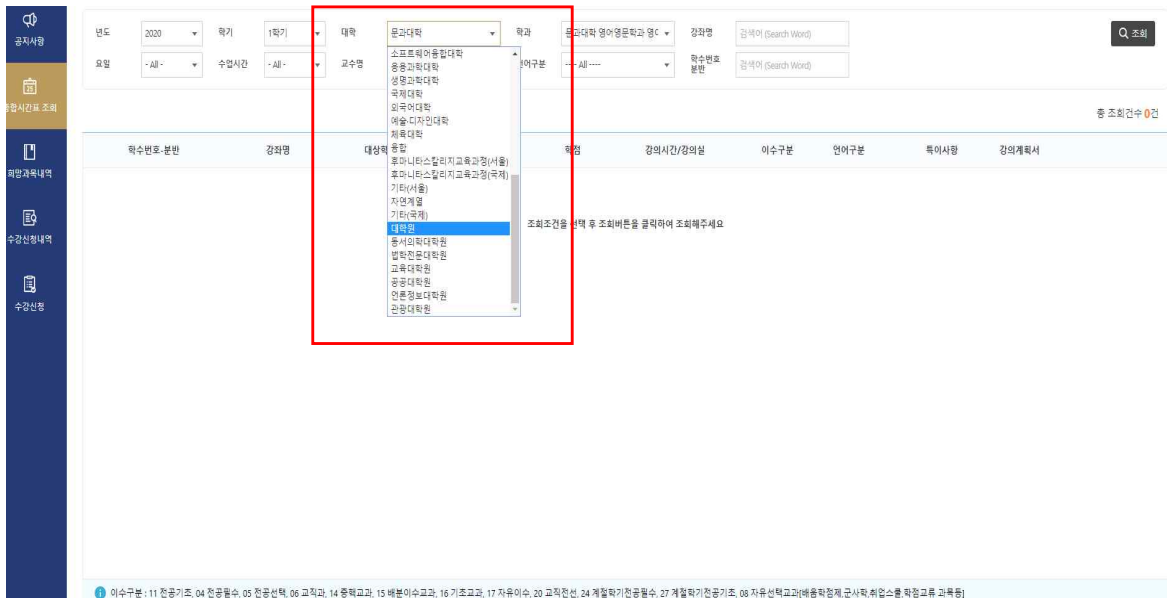 공지사항
종합시간표 조회
희망과목내역
수강신청내역
수강신청
년도 2020 학기 1학기 대학 문과대학 학과 문과대학 영어영문학과 영 강좌명 검색어 (Search Word) 조회
요일 - All - 수업시간 - All - 교수명 언어구분 ---- All ---- 학수번호 분반 검색어 (Search Word)
소프트웨어융합대학
응용과학대학
생명과학대학
국제대학
외국어대학
예술·디자인대학
체육대학
융합
후마니타스칼리지교육과정(서울)
후마니타스칼리지교육과정(국제)
기타(서울)
자연계열
기타(국제)
대학원
동서의학대학원
법학전문대학원
교육대학원
공공대학원
언론정보대학원
관광대학원
총 조회건수 0건
학수번호-분반 강좌명 대상학 학점 강의시간/강의실 이수구분 언어구분 특이사항 강의계획서
조회조건을 선택 후 조회버튼을 클릭하여 조회해주세요
이수구분 : 11 전공기초, 04 전공필수, 05 전공선택, 06 교직과, 14 중핵교과, 15 배분이수교과, 16 기초교과, 17 자유이수, 20 교직전선, 24 계절학기전공필수, 27 계절학기전공기초, 08 자유선택교과[배움학점제,군사학,취업스쿨,학점교류 과목등]